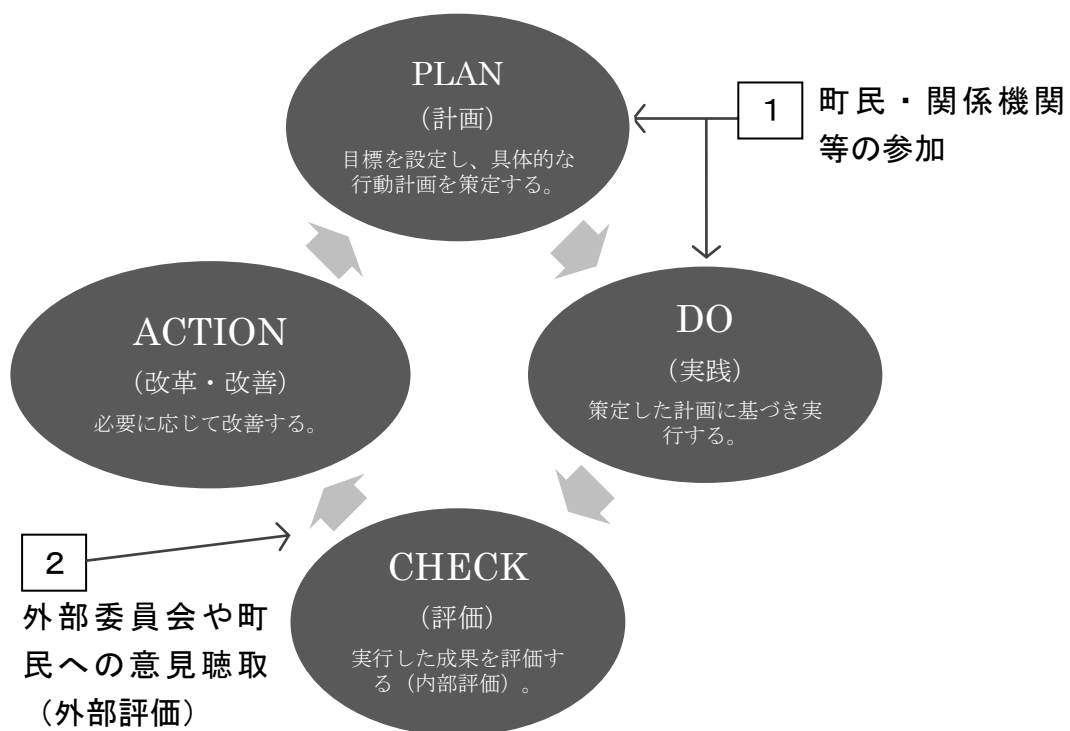 PLAN
（計画）
目標を設定し、具体的な
行動計画を策定する。
1
町民・関係機関
等の参加
ACTION
（改革・改善）
必要に応じて改善する。
DO
（実践）
策定した計画に基づき実
行する。
2
外部委員会や町
民への意見聴取
（外部評価）
CHECK
（評価）
実行した成果を評価す
る（内部評価）。